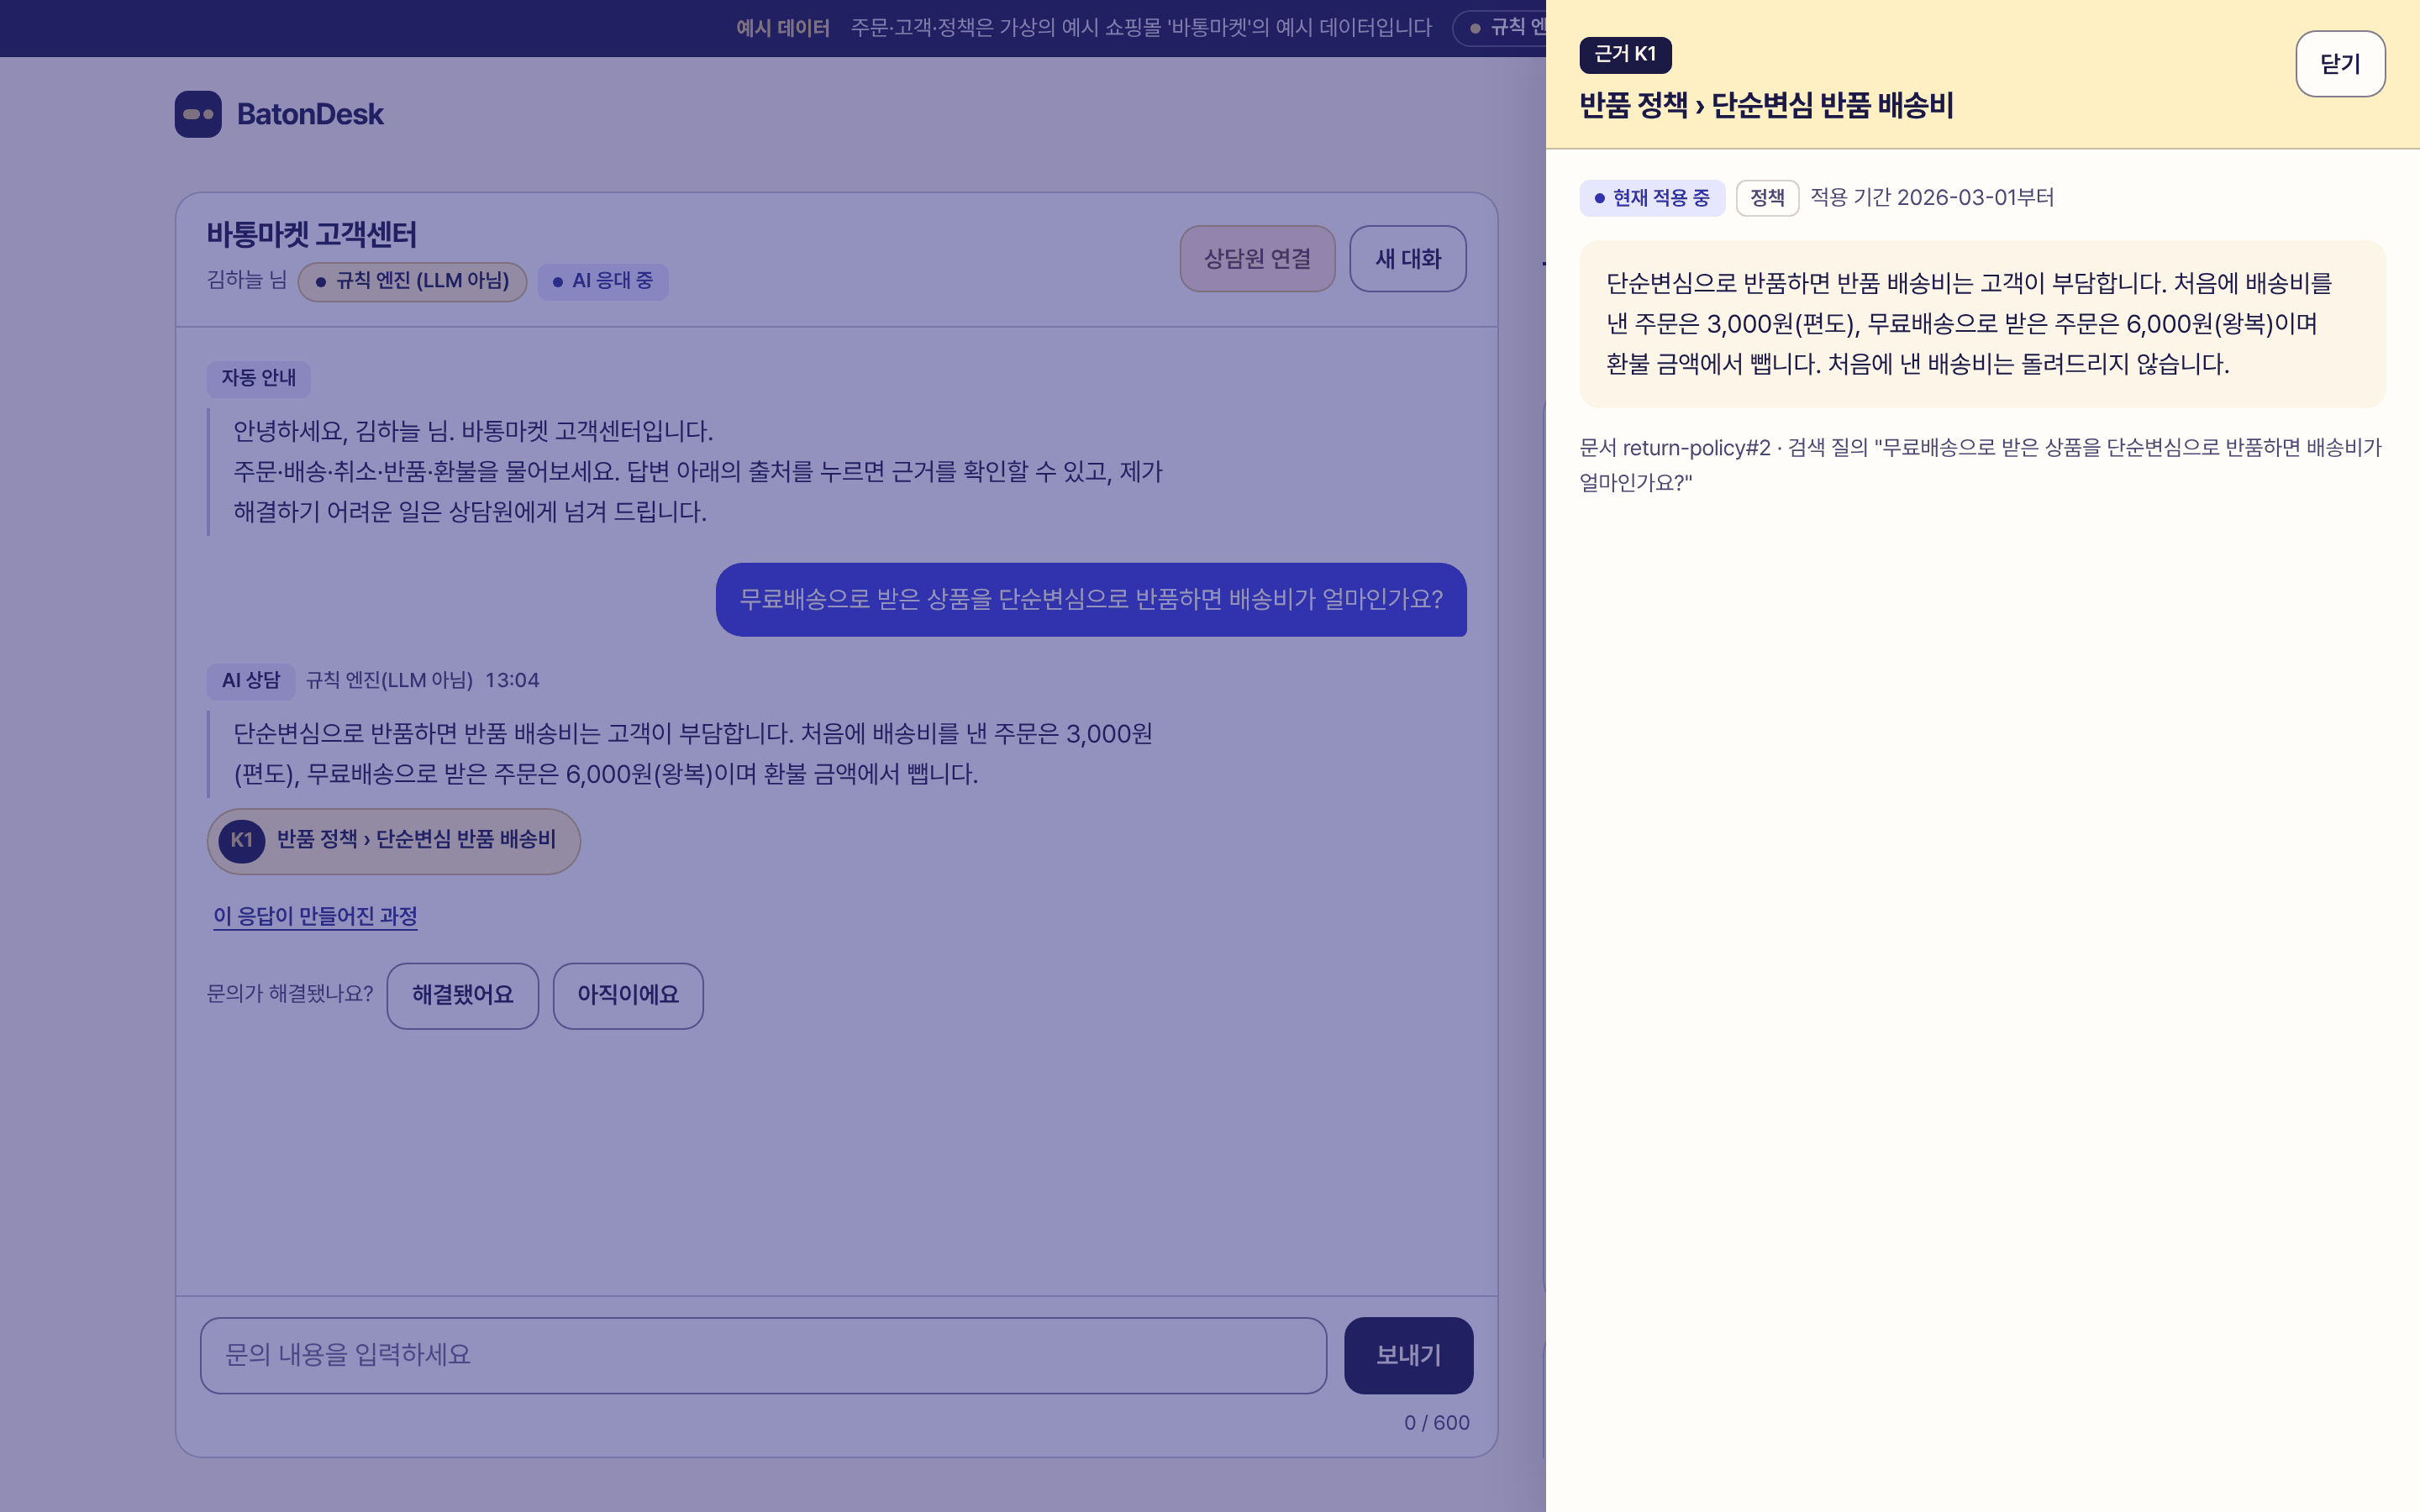 예시 데이터 주문·고객·정책은 가상의 예시 쇼핑몰 '바통마켓'의 예시 데이터입니다 규칙 엔
BatonDesk
바통마켓 고객센터
김하늘 님 규칙 엔진 (LLM 아님) AI 응대 중
상담원 연결 새 대화
자동 안내
안녕하세요, 김하늘 님. 바통마켓 고객센터입니다.
주문·배송·취소·반품·환불을 물어보세요. 답변 아래의 출처를 누르면 근거를 확인할 수 있고, 제가
해결하기 어려운 일은 상담원에게 넘겨 드립니다.
무료배송으로 받은 상품을 단순변심으로 반품하면 배송비가 얼마인가요?
AI 상담 규칙 엔진(LLM 아님) 13:04
단순변심으로 반품하면 반품 배송비는 고객이 부담합니다. 처음에 배송비를 낸 주문은 3,000원
(편도), 무료배송으로 받은 주문은 6,000원(왕복)이며 환불 금액에서 뺍니다.
K1 반품 정책 › 단순변심 반품 배송비
이 응답이 만들어진 과정
문의가 해결됐나요? 해결됐어요 아직이에요
문의 내용을 입력하세요
보내기
0 / 600
근거 K1
반품 정책 › 단순변심 반품 배송비
닫기
현재 적용 중 정책 적용 기간 2026-03-01부터
단순변심으로 반품하면 반품 배송비는 고객이 부담합니다. 처음에 배송비를
낸 주문은 3,000원(편도), 무료배송으로 받은 주문은 6,000원(왕복)이며
환불 금액에서 뺍니다. 처음에 낸 배송비는 돌려드리지 않습니다.
문서 return-policy#2 · 검색 질의 "무료배송으로 받은 상품을 단순변심으로 반품하면 배송비가
얼마인가요?"